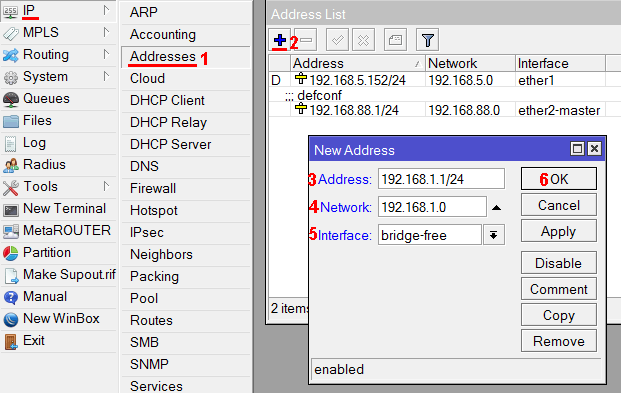 IP
MPLS
Routing
System
Queues
Files
Log
Radius
Tools
New Terminal
MetaROUTER
Partition
Make Supout.rif
Manual
New WinBox
Exit
ARP
Accounting
Addresses 1
Cloud
DHCP Client
DHCP Relay
DHCP Server
DNS
Firewall
Hotspot
IPsec
Neighbors
Packing
Pool
Routes
SMB
SNMP
Services
Address List
2
Address Network Interface
D 192.168.5.152/24 192.168.5.0 ether1
;;; defconf
192.168.88.1/24 192.168.88.0 ether2-master
2 items
New Address
3 Address: 192.168.1.1/24
4 Network: 192.168.1.0
5 Interface: bridge-free
6 OK
Cancel
Apply
Disable
Comment
Copy
Remove
enabled